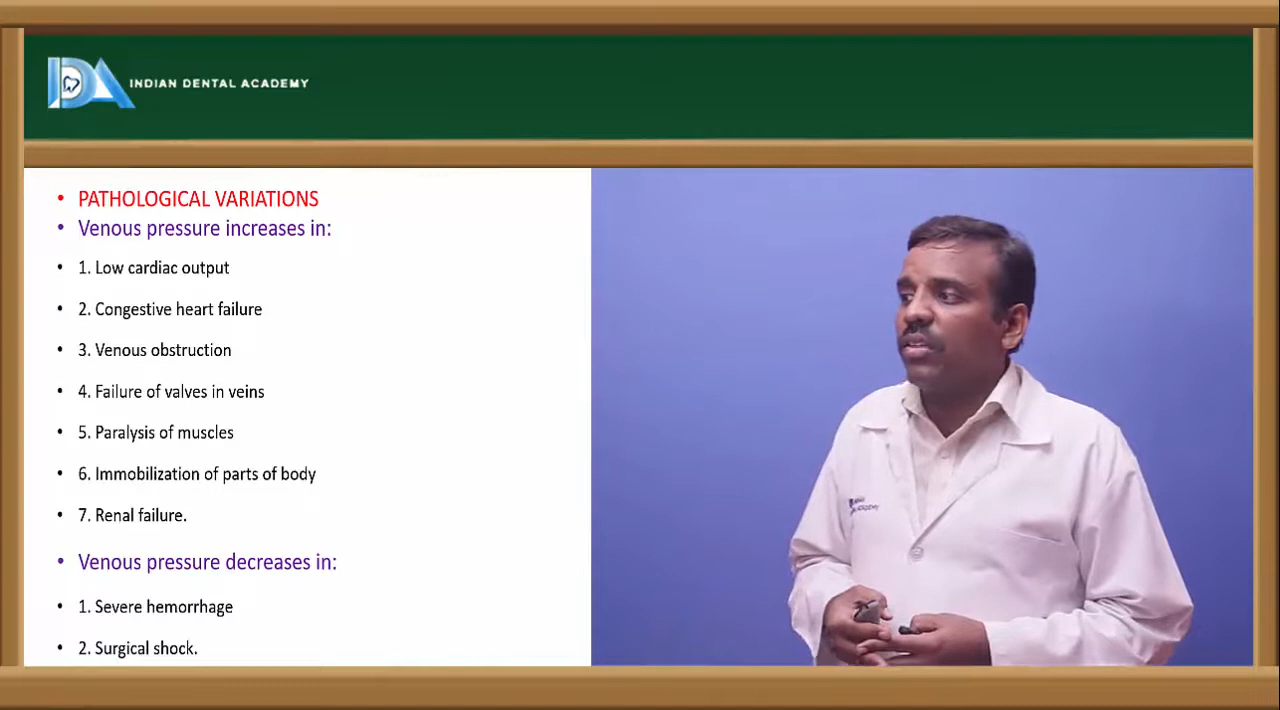 INDIAN DENTAL ACADEMY
• PATHOLOGICAL VARIATIONS
• Venous pressure increases in:
• 1. Low cardiac output
• 2. Congestive heart failure
• 3. Venous obstruction
• 4. Failure of valves in veins
• 5. Paralysis of muscles
• 6. Immobilization of parts of body
• 7. Renal failure.
• Venous pressure decreases in:
• 1. Severe hemorrhage
• 2. Surgical shock.